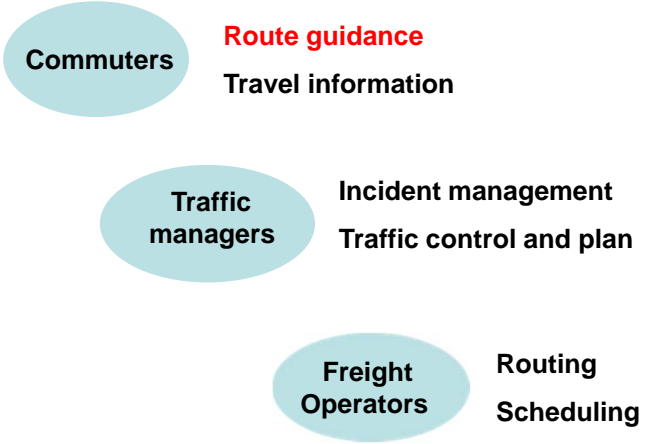 Commuters
Route guidance
Travel information
Traffic
managers
Incident management
Traffic control and plan
Freight
Operators
Routing
Scheduling